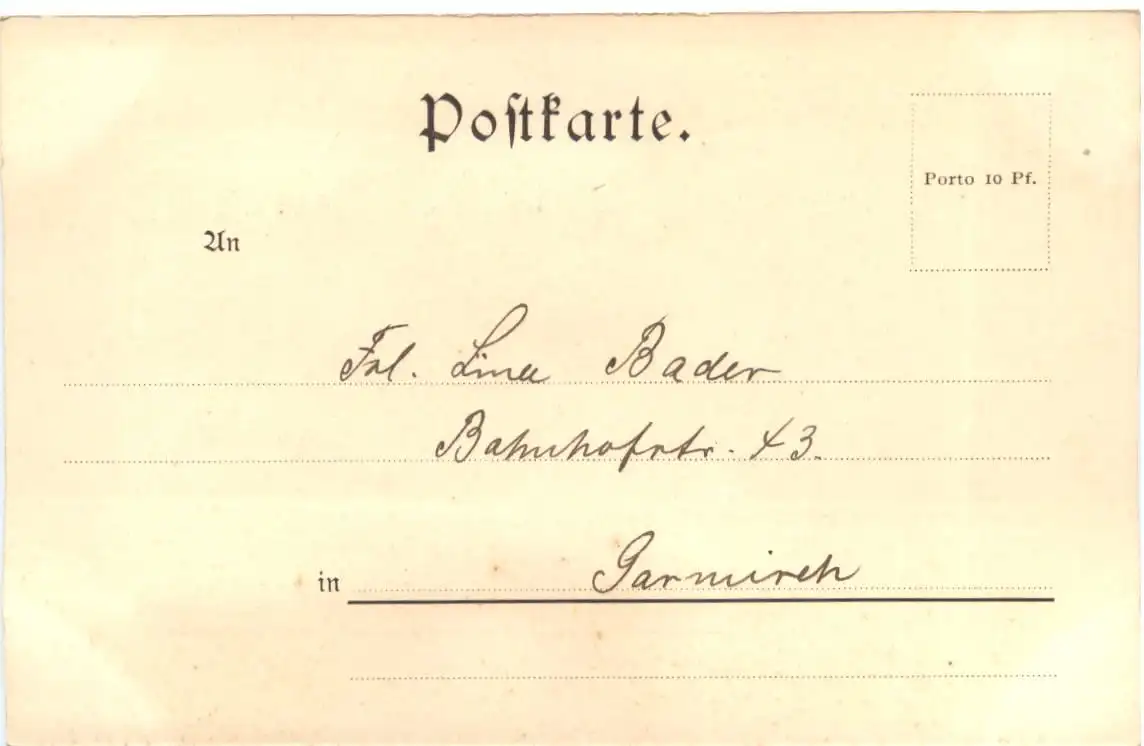 Postkarte.
Porto 10 Pf.
An
Frl. Lina Bader
Bahnhofstr. 43.
in Garmisch